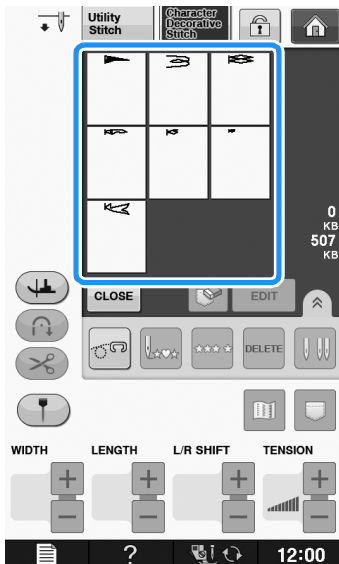 Utility
Stitch
Character
Decorative
Stitch
0
KB
507
KB
CLOSE
EDIT
DELETE
WIDTH
LENGTH
L/R SHIFT
TENSION
+
+
+
+
−
−
−
−
?
12:00